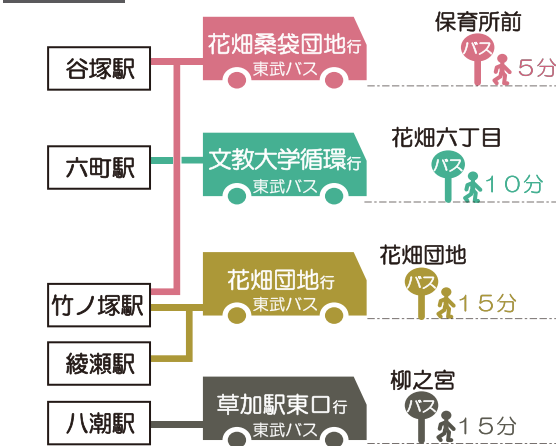 谷塚駅
花畑桑袋団地行
東武バス
保育所前
バス
5分
六町駅
文教大学循環行
東武バス
花畑六丁目
バス
10分
竹ノ塚駅
花畑団地行
東武バス
花畑団地
バス
15分
綾瀬駅
八潮駅
草加駅東口行
東武バス
柳之宮
バス
15分